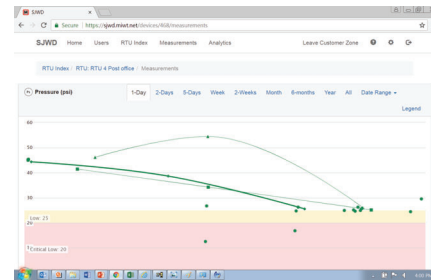 SJWD
Secure https://sjwd.miwt.net/devices/468/measurements
SJWD Home Users RTU Index Measurements Analytics Leave Customer Zone
RTU Index / RTU: RTU 4 Post office / Measurements
Pressure (psi) 1-Day 2-Days 5-Days Week 2-Weeks Month 6-months Year All Date Range
Legend
60
50
40
30
Low: 25
20
Critical Low: 20